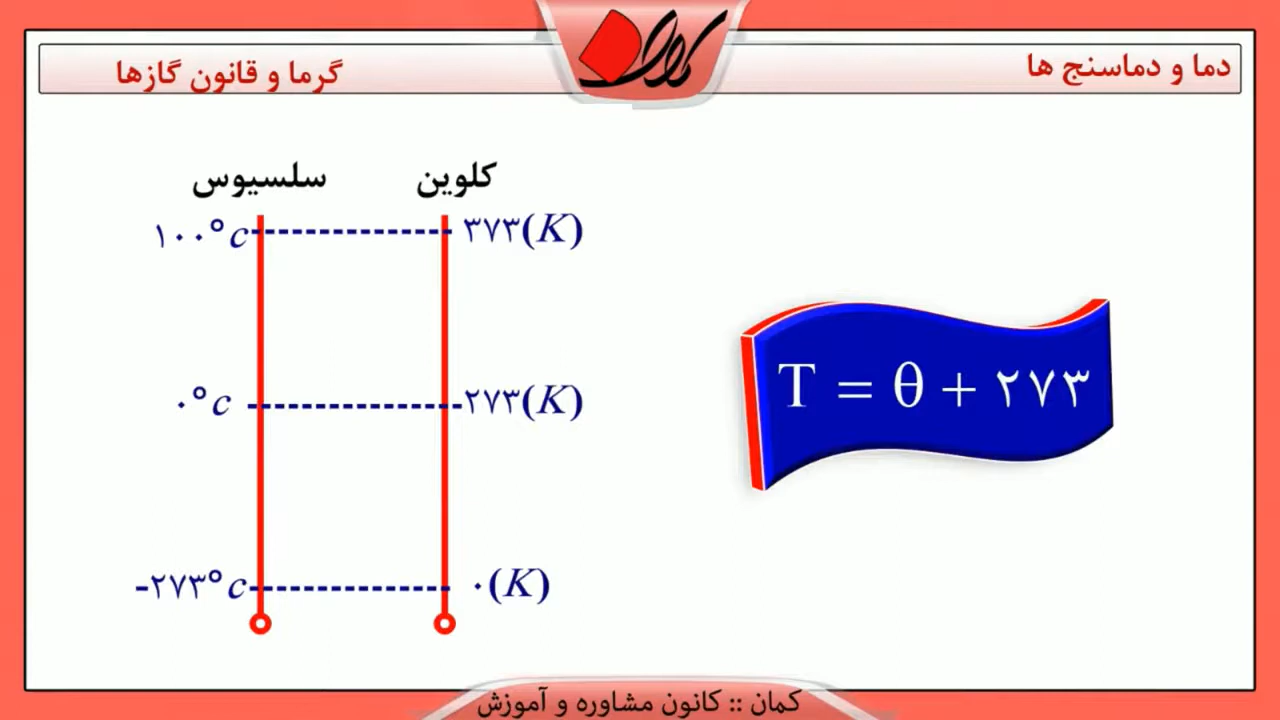 دما و دماسنج ها
گرما و قانون گازها
کمان
سلسیوس کلوین
۱۰۰°c ۳۷۳(K)
۰°c ۲۷۳(K)
-۲۷۳°c ۰(K)
T = θ + ۲۷۳
کمان :: کانون مشاوره و آموزش